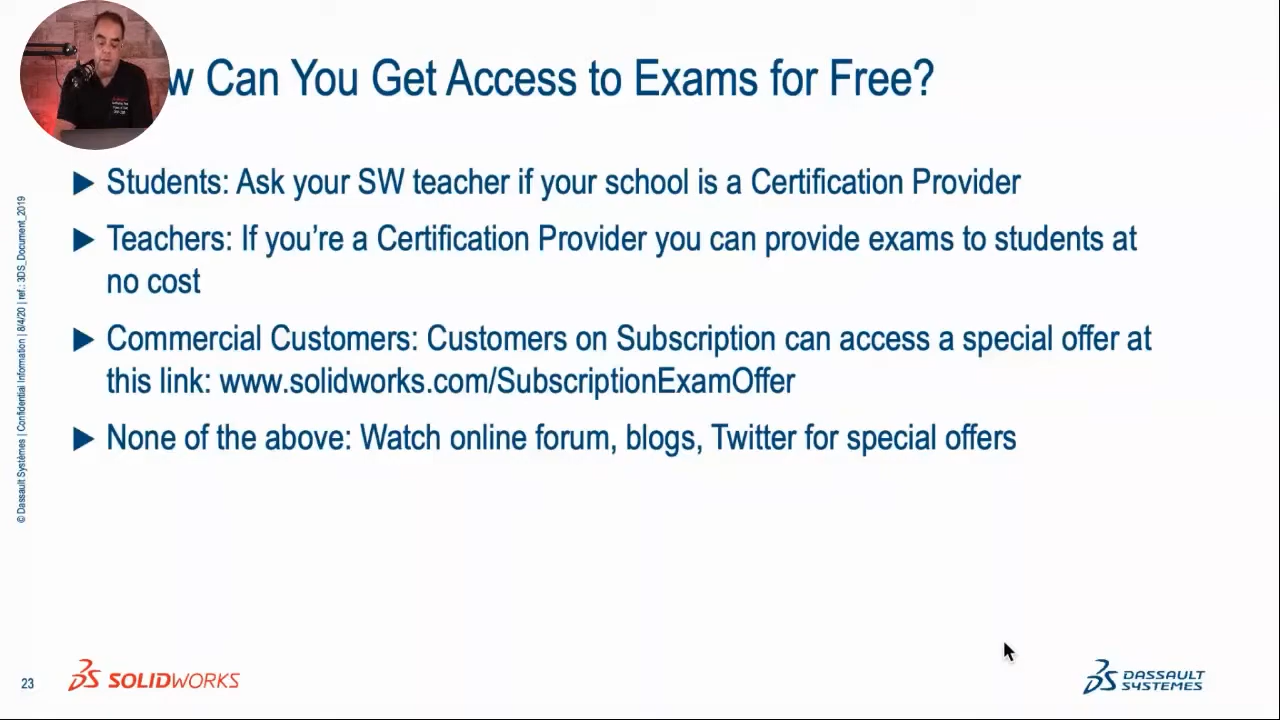 w Can You Get Access to Exams for Free?
Students: Ask your SW teacher if your school is a Certification Provider
Teachers: If you’re a Certification Provider you can provide exams to students at
no cost
Commercial Customers: Customers on Subscription can access a special offer at
this link: www.solidworks.com/SubscriptionExamOffer
None of the above: Watch online forum, blogs, Twitter for special offers
© Dassault Systèmes | Confidential Information | 8/4/20 | ref.: 3DS_Document_2019
23
SOLIDWORKS
DASSAULT
SYSTEMES